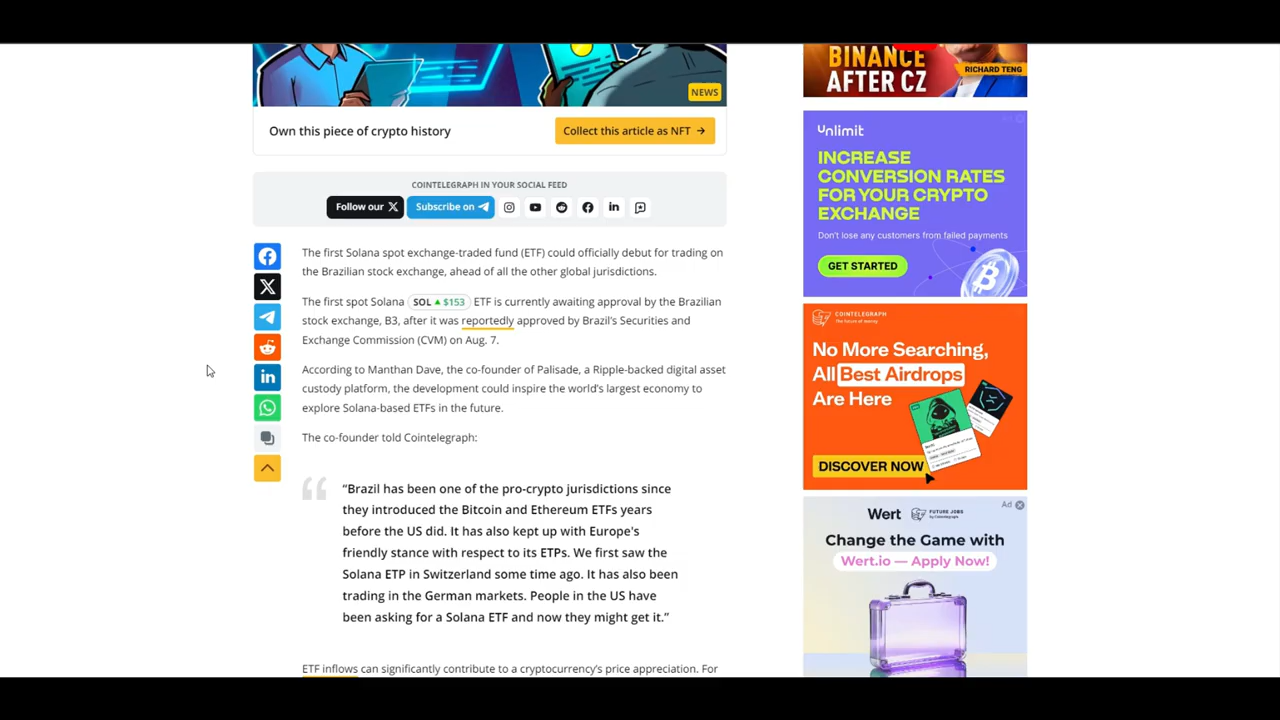 NEWS
Own this piece of crypto history
Collect this article as NFT →
COINTELEGRAPH IN YOUR SOCIAL FEED
Follow our X
Subscribe on
The first Solana spot exchange-traded fund (ETF) could officially debut for trading on
the Brazilian stock exchange, ahead of all the other global jurisdictions.
The first spot Solana SOL ▲ $153 ETF is currently awaiting approval by the Brazilian
stock exchange, B3, after it was reportedly approved by Brazil's Securities and
Exchange Commission (CVM) on Aug. 7.
According to Manthan Dave, the co-founder of Palisade, a Ripple-backed digital asset
custody platform, the development could inspire the world's largest economy to
explore Solana-based ETFs in the future.
The co-founder told Cointelegraph:
“Brazil has been one of the pro-crypto jurisdictions since
they introduced the Bitcoin and Ethereum ETFs years
before the US did. It has also kept up with Europe's
friendly stance with respect to its ETPs. We first saw the
Solana ETP in Switzerland some time ago. It has also been
trading in the German markets. People in the US have
been asking for a Solana ETF and now they might get it.”
ETF inflows can significantly contribute to a cryptocurrency's price appreciation. For
BINANCE
AFTER CZ
RICHARD TENG
Unlimit
INCREASE
CONVERSION RATES
FOR YOUR CRYPTO
EXCHANGE
Don't lose any customers from failed payments
GET STARTED
COINTELEGRAPH
The future of money
No More Searching,
All Best Airdrops
Are Here
DISCOVER NOW
Ad
Wert
FUTURE JOBS
by Cointelegraph
Change the Game with
Wert.io — Apply Now!